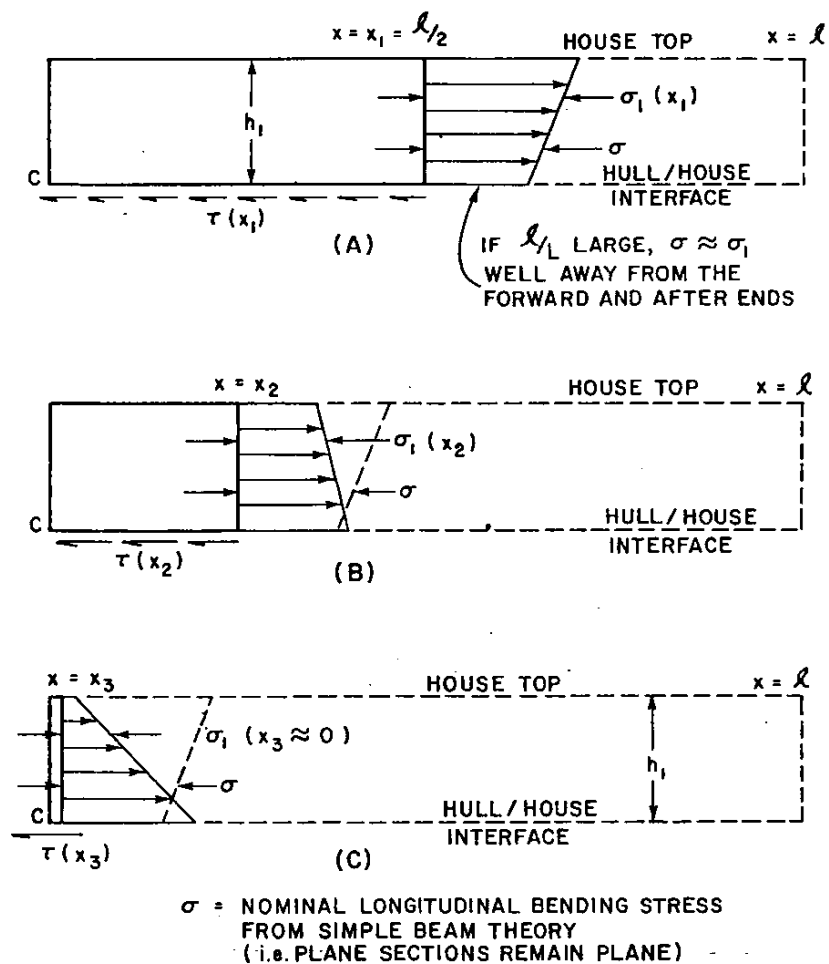 x = x₁ = ℓ/2
HOUSE TOP
x = ℓ
h₁
σ₁ (x₁)
σ
C
HULL/HOUSE
INTERFACE
τ(x₁)
(A)
IF ℓ/L LARGE, σ ≈ σ₁
WELL AWAY FROM THE
FORWARD AND AFTER ENDS
x = x₂
HOUSE TOP
x = ℓ
σ₁ (x₂)
σ
C
HULL/HOUSE
INTERFACE
τ(x₂)
(B)
x = x₃
HOUSE TOP
x = ℓ
σ₁ (x₃ ≈ 0)
h₁
σ
C
HULL/HOUSE
INTERFACE
τ(x₃)
(C)
σ = NOMINAL LONGITUDINAL BENDING STRESS
FROM SIMPLE BEAM THEORY
(i.e. PLANE SECTIONS REMAIN PLANE)